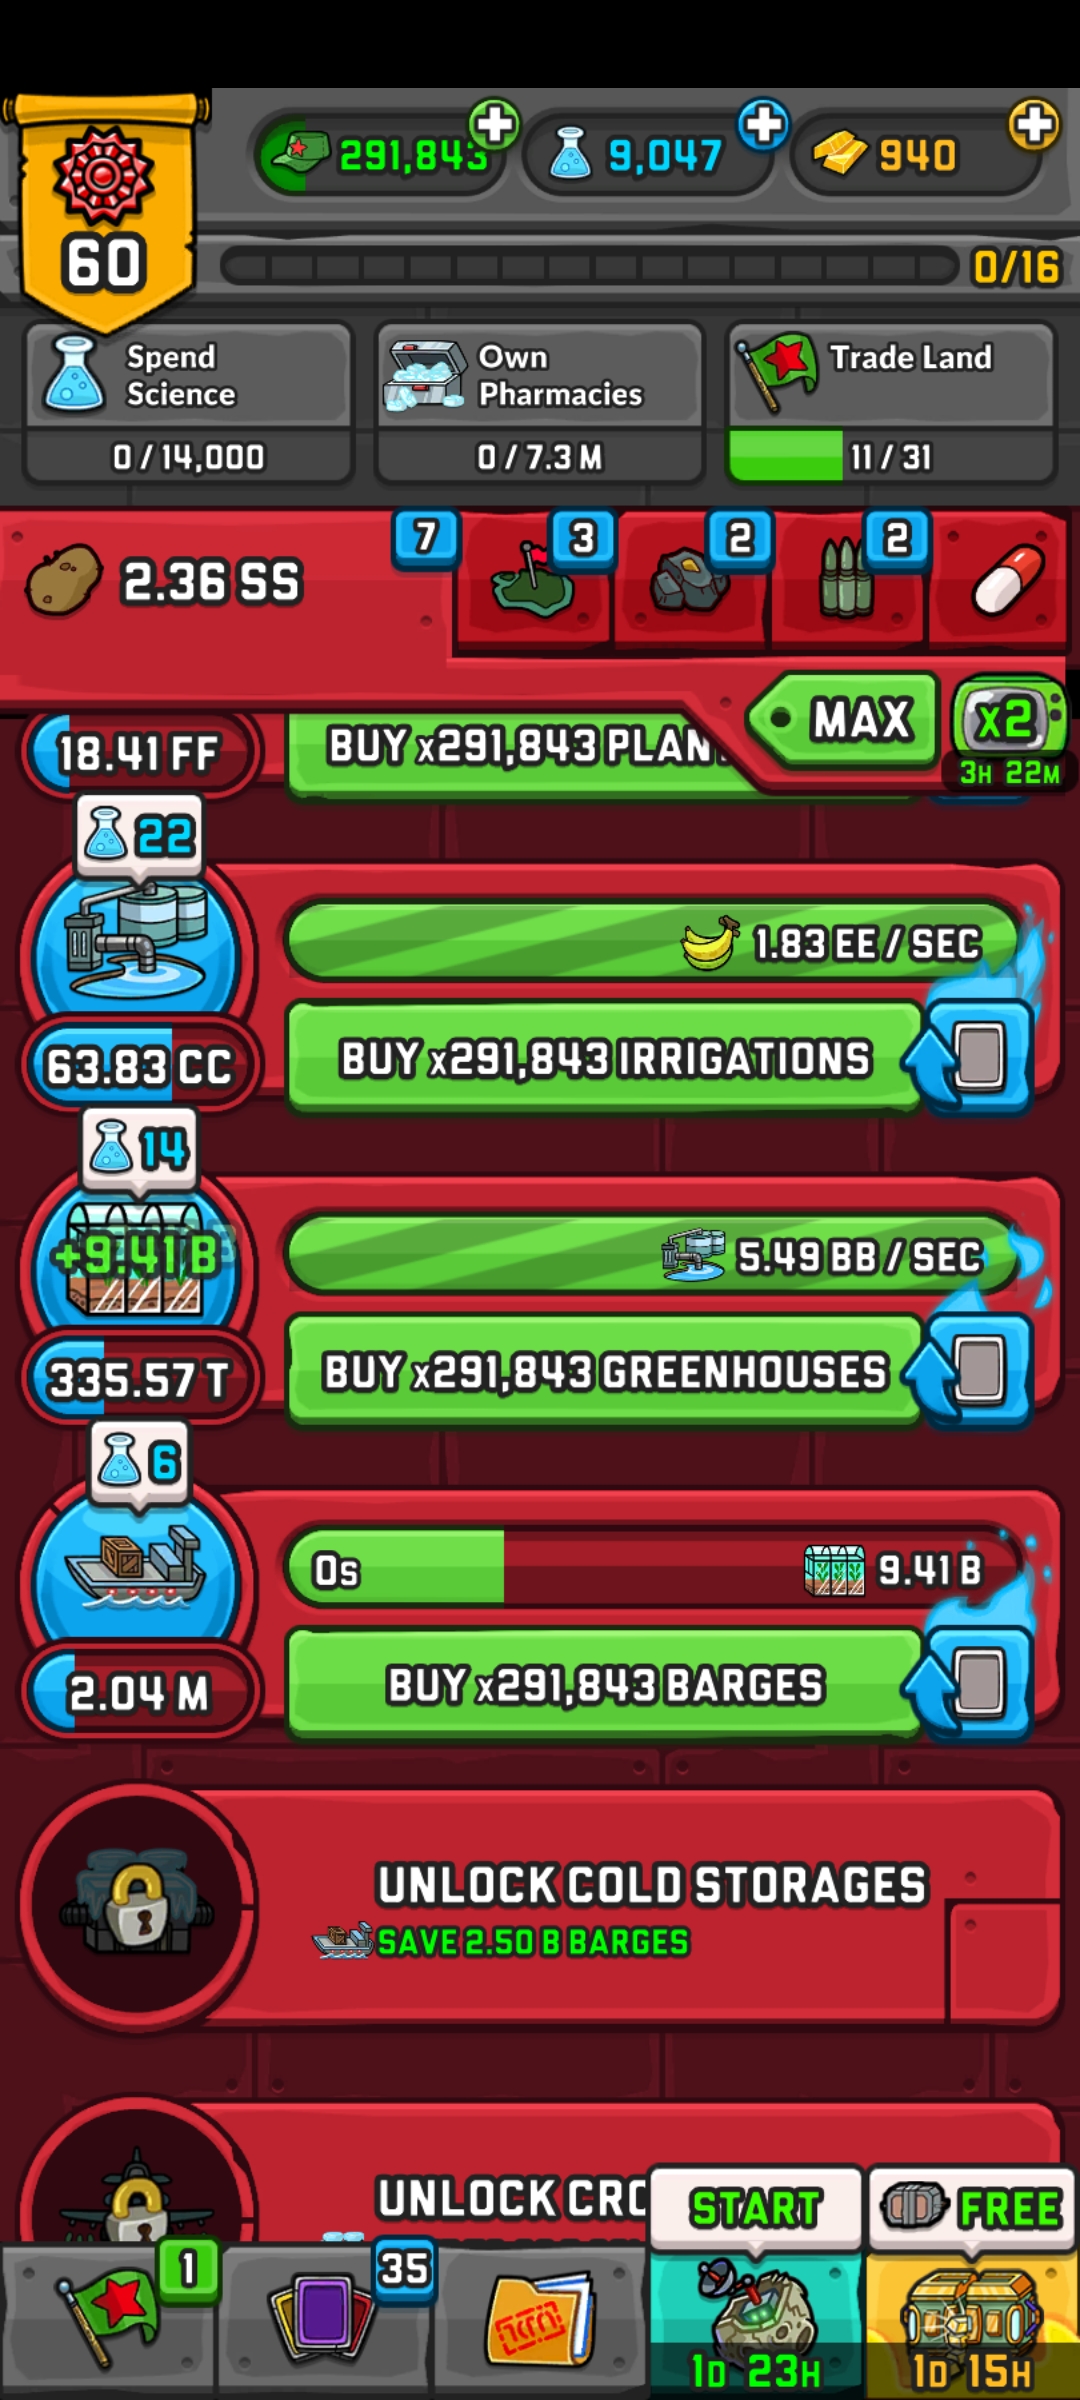 291,843
9,047
940
60
0/16
Spend
Science
0 / 14,000
Own
Pharmacies
0 / 7.3 M
Trade Land
11 / 31
2.36 SS
7
3
2
2
MAX
x2
3H 22M
18.41 FF
BUY x291,843 PLAN
22
1.83 EE / SEC
63.83 CC
BUY x291,843 IRRIGATIONS
14
+9.41 B
5.49 BB / SEC
335.57 T
BUY x291,843 GREENHOUSES
6
0s
9.41 B
2.04 M
BUY x291,843 BARGES
UNLOCK COLD STORAGES
SAVE 2.50 B BARGES
UNLOCK CRO
START
FREE
1
35
1D 23H
1D 15H